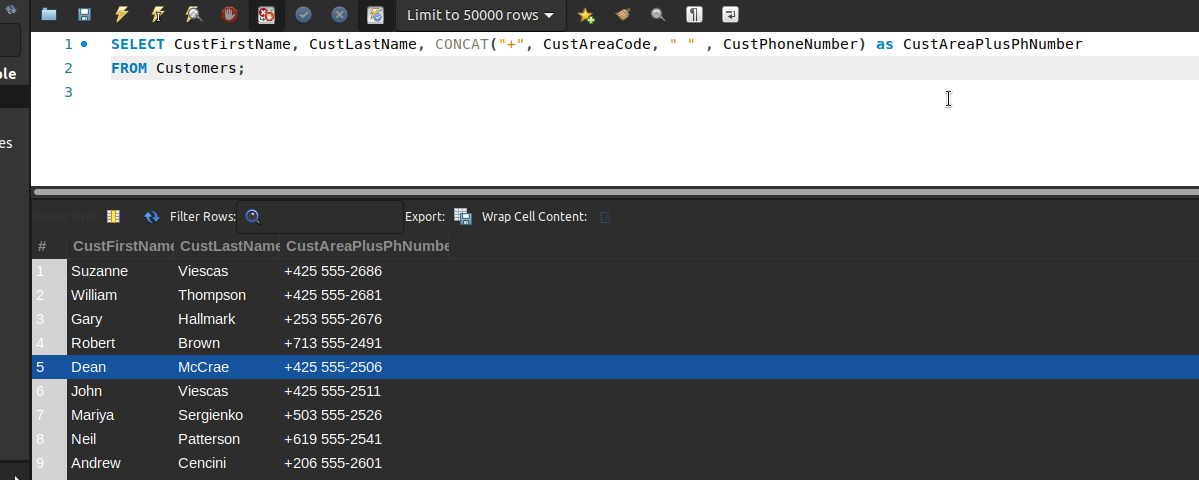 Limit to 50000 rows
ble
es
1 SELECT CustFirstName, CustLastName, CONCAT("+", CustAreaCode, " " , CustPhoneNumber) as CustAreaPlusPhNumber
2 FROM Customers;
3
Result Grid Filter Rows: Export: Wrap Cell Content:
# CustFirstName CustLastName CustAreaPlusPhNumbe
1 Suzanne Viescas +425 555-2686
2 William Thompson +425 555-2681
3 Gary Hallmark +253 555-2676
4 Robert Brown +713 555-2491
5 Dean McCrae +425 555-2506
6 John Viescas +425 555-2511
7 Mariya Sergienko +503 555-2526
8 Neil Patterson +619 555-2541
9 Andrew Cencini +206 555-2601